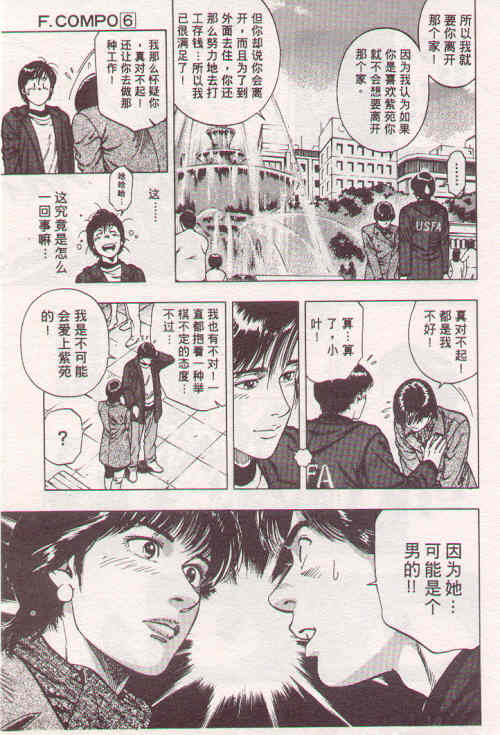 F. COMPO 6
所以我就
要你离开
那个家!
因为我认为如果
你是喜欢紫苑你
就不会想要离开
那个家。
……
USFA
但你却说你会离
开,而且为了到
外面去住,你还
那么努力地去打
工存钱…所以我
己很满足了!
我那么怀疑你
,真对不起!
还让你去做那
种工作…
这……
哈哈哈…
这究竟是怎么
一回事嘛…
真对不起!
都是我
不好!
算…算
了,小
叶!
FA
我也有不对!一
直都抱着一种举
棋不定的态度…
不过…
我是不可能
会爱上紫苑
的!
?
因为她…
可能是个
男的!!